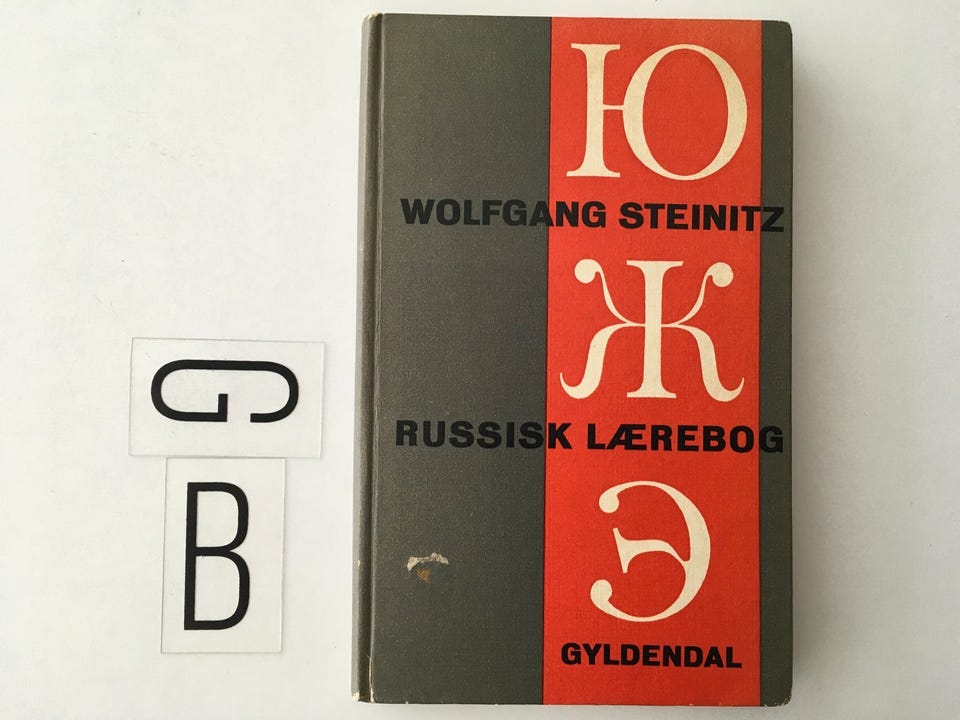 Ю
WOLFGANG STEINITZ
Ж
RUSSISK LÆREBOG
Э
GYLDENDAL
G
B